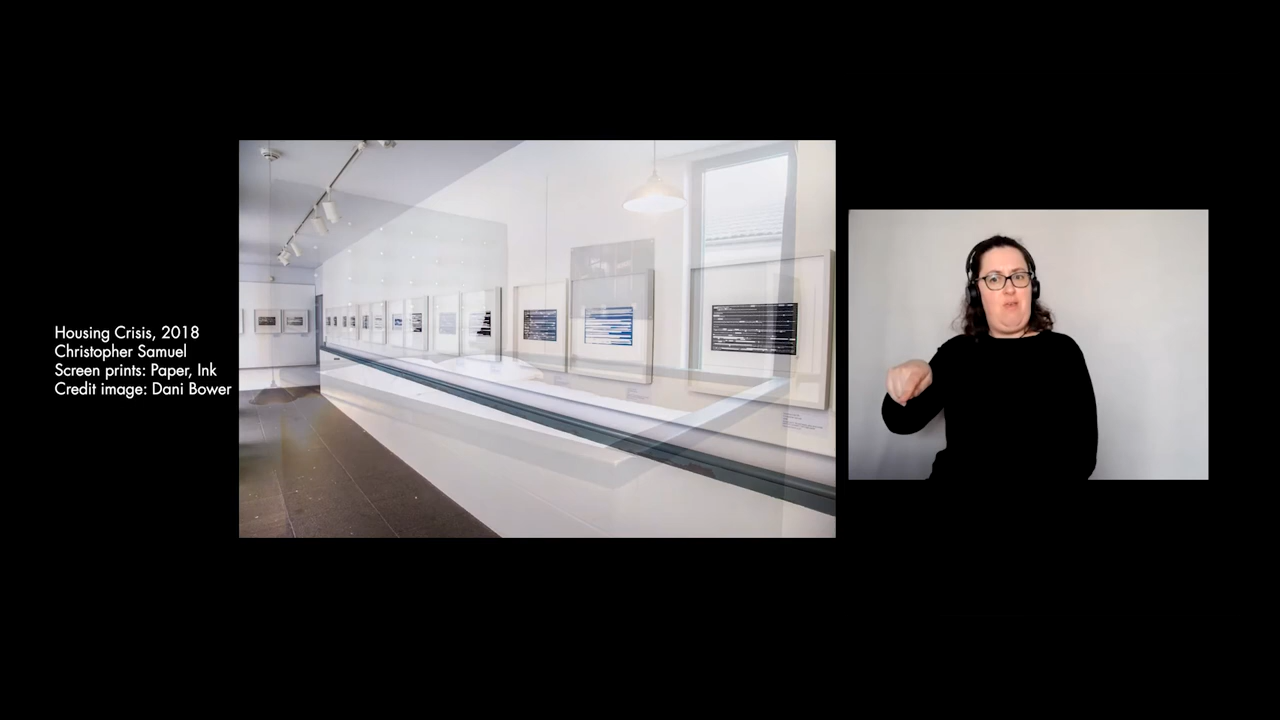 Housing Crisis, 2018
Christopher Samuel
Screen prints: Paper, Ink
Credit image: Dani Bower